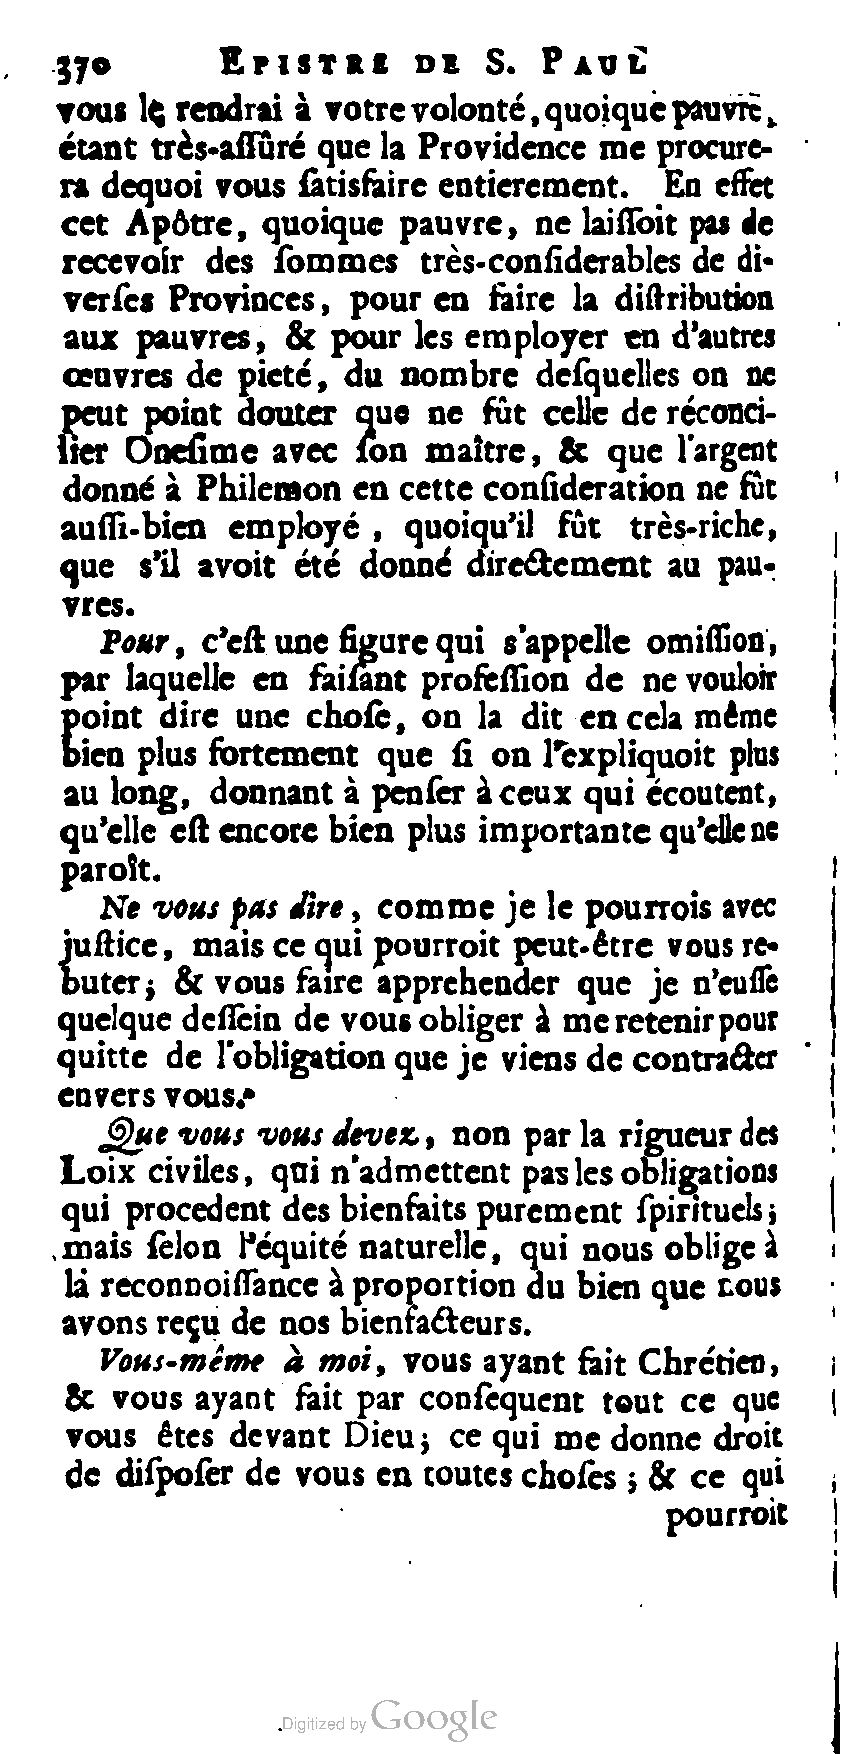 370 EPISTRE DE S. PAUL
vous le rendrai à votre volonté, quoique pauvre,
étant très-aſſûré que la Providence me procure-
ra dequoi vous ſatisfaire entierement. En effet
cet Apôtre, quoique pauvre, ne laiſſoit pas de
recevoir des ſommes très-conſiderables de di-
verſes Provinces, pour en faire la diſtribution
aux pauvres, & pour les employer en d'autres
œuvres de pieté, du nombre deſquelles on ne
peut point douter que ne fût celle de réconci-
lier Oneſime avec ſon maître, & que l'argent
donné à Philemon en cette conſideration ne fût
auſſi-bien employé, quoiqu'il fût très-riche,
que s'il avoit été donné directement au pau-
vres.
Pour, c'eſt une figure qui s'appelle omiſſion,
par laquelle en faiſant profeſſion de ne vouloir
point dire une choſe, on la dit en cela même
bien plus fortement que ſi on l'expliquoit plus
au long, donnant à penſer à ceux qui écoutent,
qu'elle eſt encore bien plus importante qu'elle ne
paroît.
Ne vous pas dire, comme je le pourrois avec
juſtice, mais ce qui pourroit peut-être vous re-
buter; & vous faire apprehender que je n'euſſe
quelque deſſein de vous obliger à me retenir pour
quitte de l'obligation que je viens de contracter
envers vous.
Que vous vous devez, non par la rigueur des
Loix civiles, qui n'admettent pas les obligations
qui procedent des bienfaits purement ſpirituels;
mais ſelon l'équité naturelle, qui nous oblige à
la reconnoiſſance à proportion du bien que nous
avons reçu de nos bienfacteurs.
Vous-même à moi, vous ayant fait Chrétien,
& vous ayant fait par conſequent tout ce que
vous êtes devant Dieu; ce qui me donne droit
de diſpoſer de vous en toutes choſes; & ce qui
pourroit
Digitized by Google